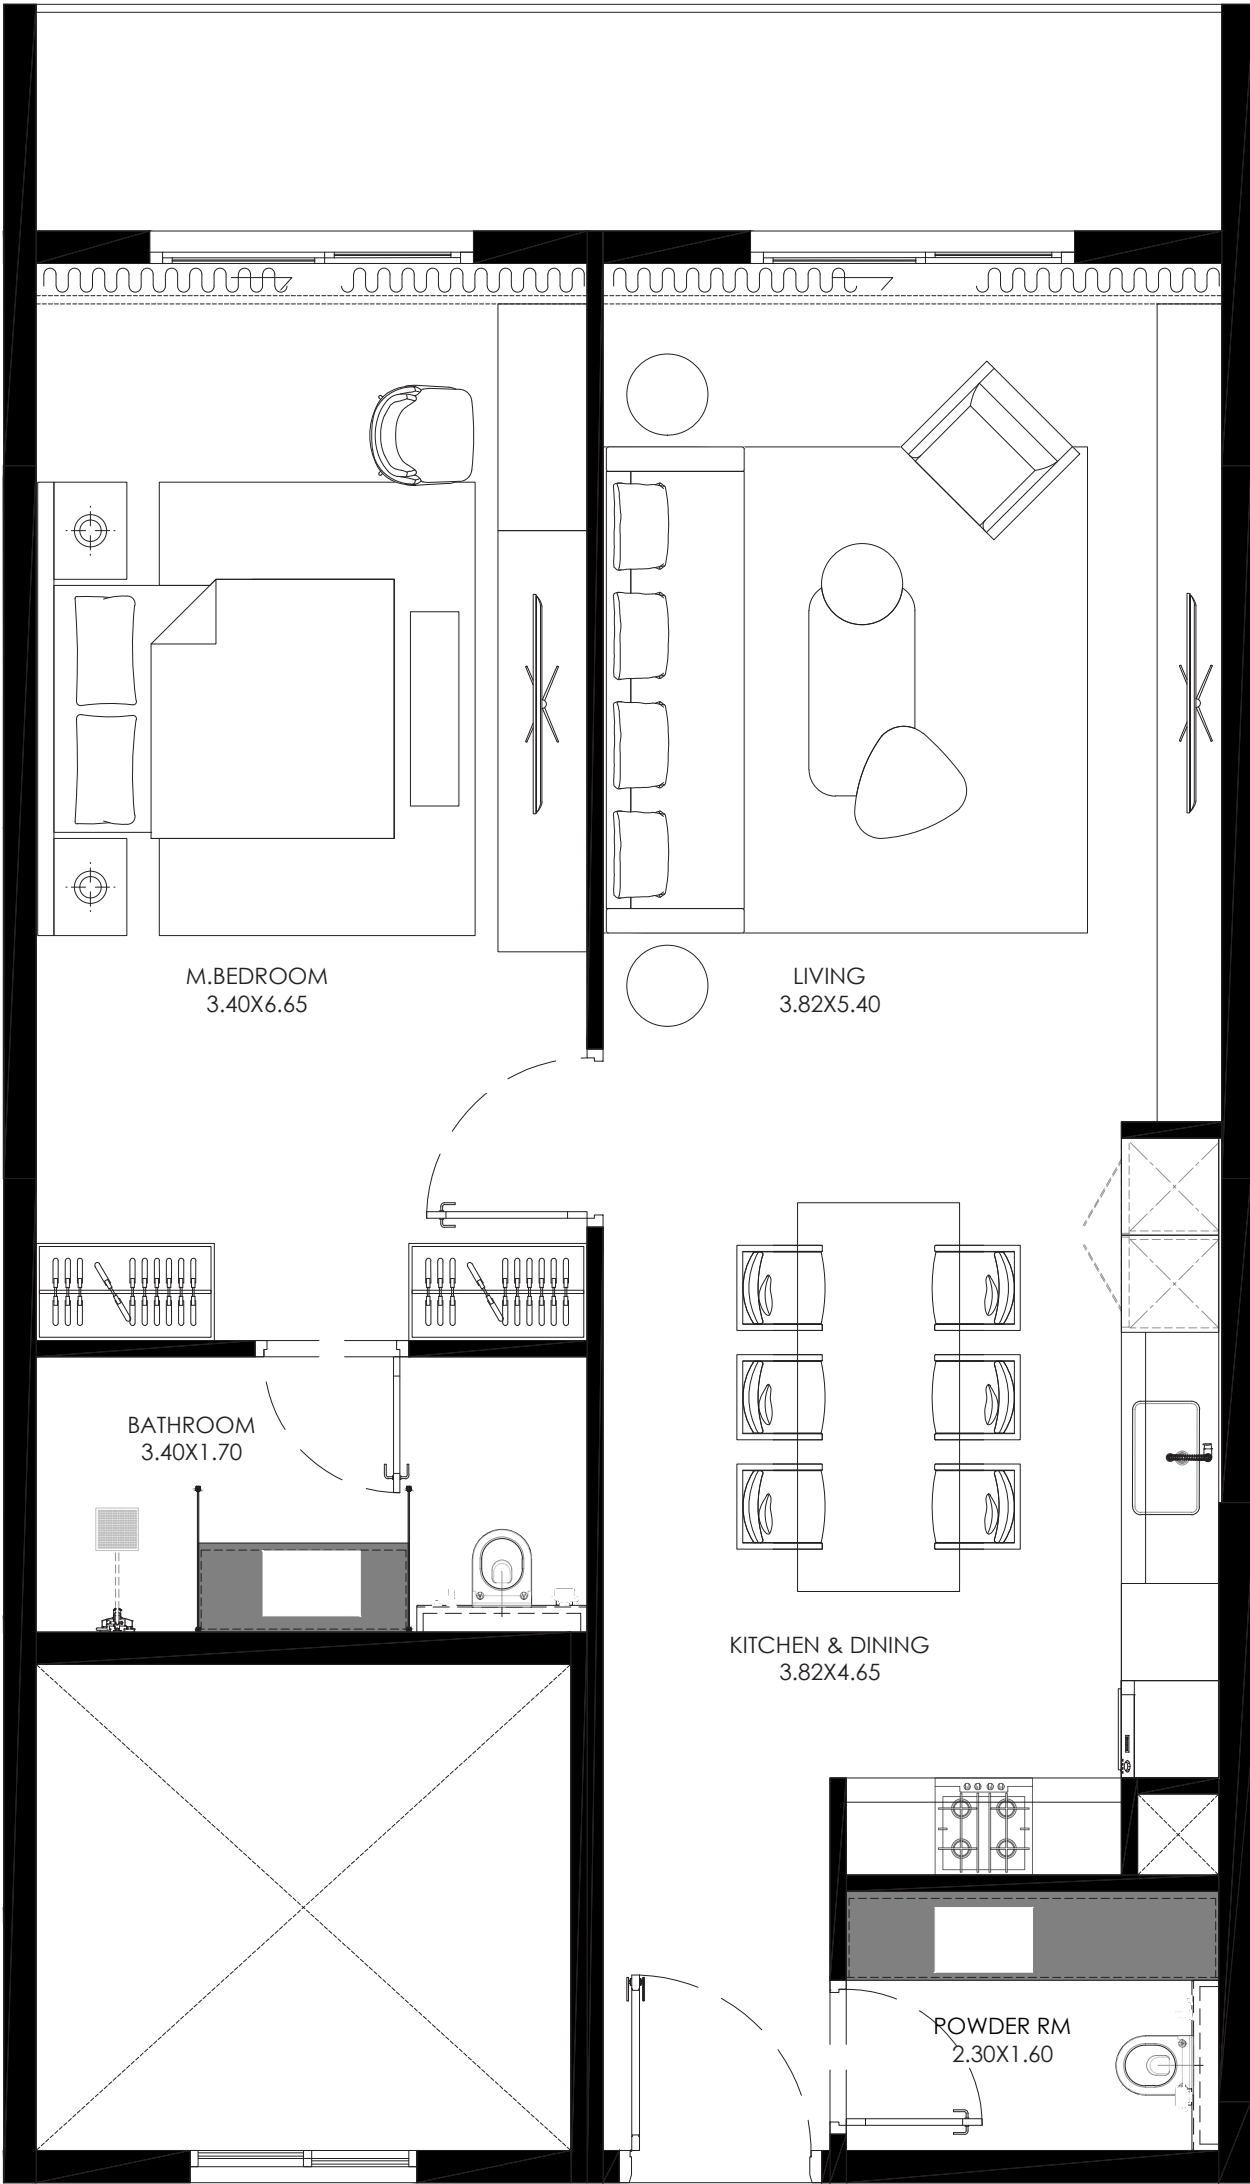 M.BEDROOM
3.40X6.65
LIVING
3.82X5.40
BATHROOM
3.40X1.70
KITCHEN & DINING
3.82X4.65
POWDER RM
2.30X1.60